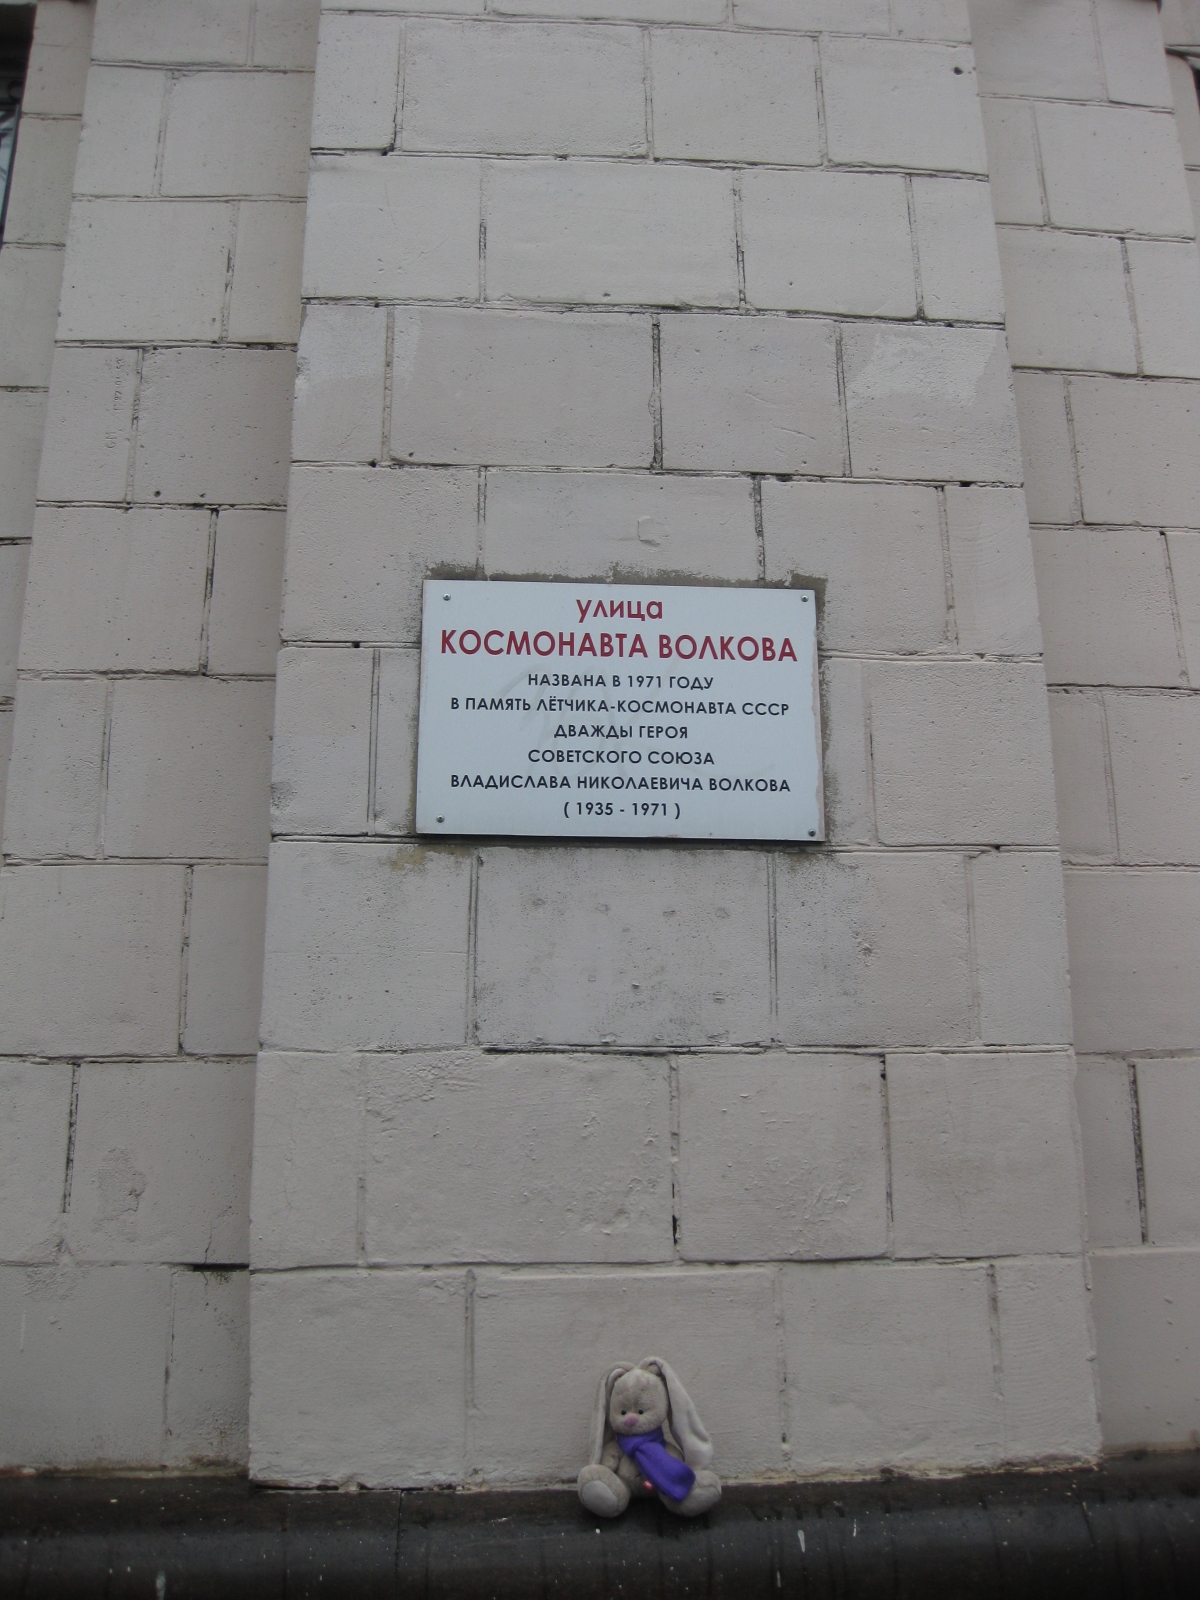 улица
КОСМОНАВТА ВОЛКОВА
НАЗВАНА В 1971 ГОДУ
В ПАМЯТЬ ЛЁТЧИКА-КОСМОНАВТА СССР
ДВАЖДЫ ГЕРОЯ
СОВЕТСКОГО СОЮЗА
ВЛАДИСЛАВА НИКОЛАЕВИЧА ВОЛКОВА
( 1935 - 1971 )